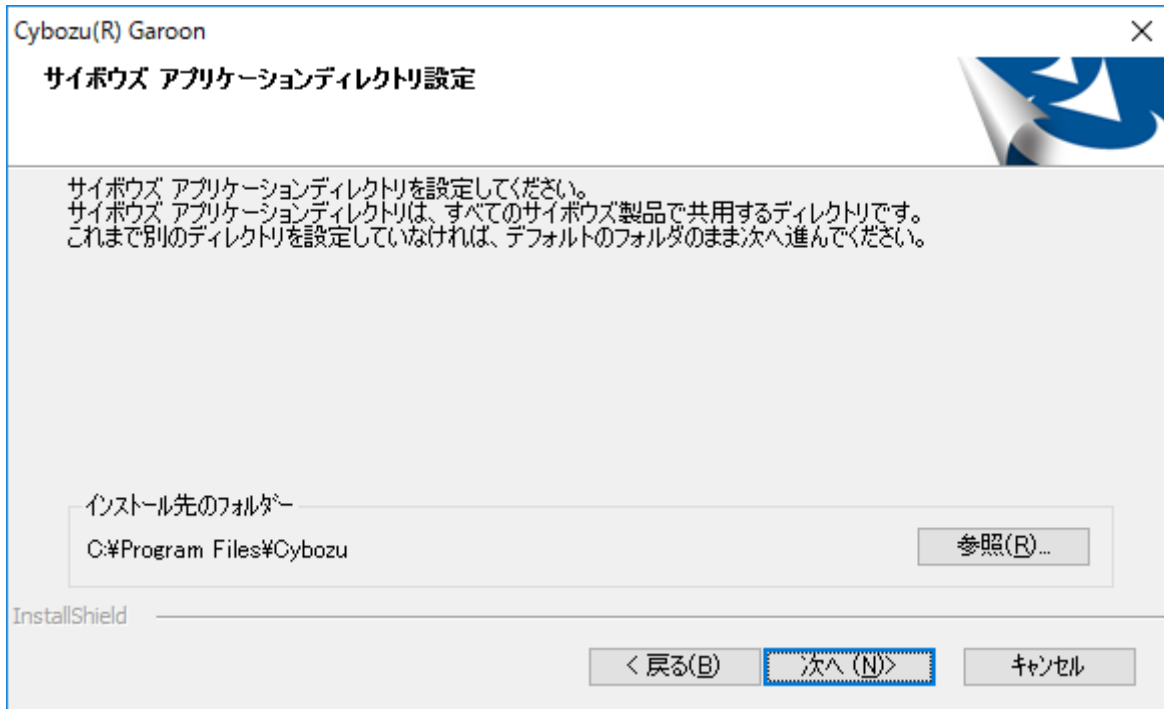 Cybozu(R) Garoon
サイボウズ アプリケーションディレクトリ設定
サイボウズ アプリケーションディレクトリを設定してください。
サイボウズ アプリケーションディレクトリは、すべてのサイボウズ製品で共用するディレクトリです。
これまで別のディレクトリを設定していなければ、デフォルトのフォルダのまま次へ進んでください。
インストール先のフォルダー
C:¥Program Files¥Cybozu
参照(R)...
InstallShield
< 戻る(B)
次へ (N)>
キャンセル